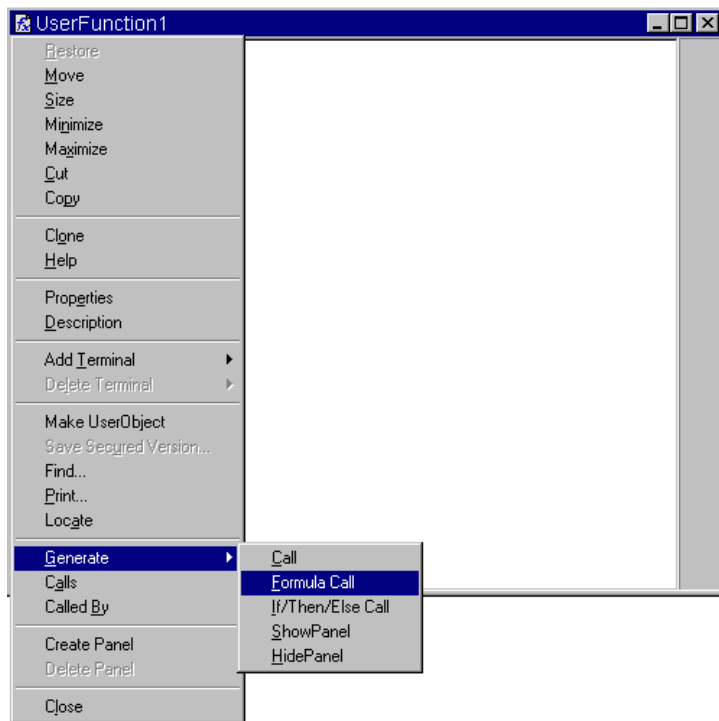 UserFunction1
Restore
Move
Size
Minimize
Maximize
Cut
Copy
Clone
Help
Properties
Description
Add Terminal
Delete Terminal
Make UserObject
Save Secured Version...
Find...
Print...
Locate
Generate
Calls
Called By
Create Panel
Delete Panel
Close
Call
Formula Call
If/Then/Else Call
ShowPanel
HidePanel